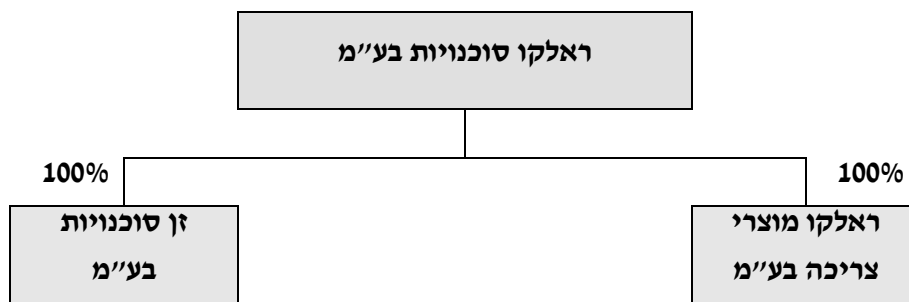 ראלקו סוכנויות בע״מ
100%
100%
ראלקו מוצרי
צריכה בע״מ
זן סוכנויות
בע״מ